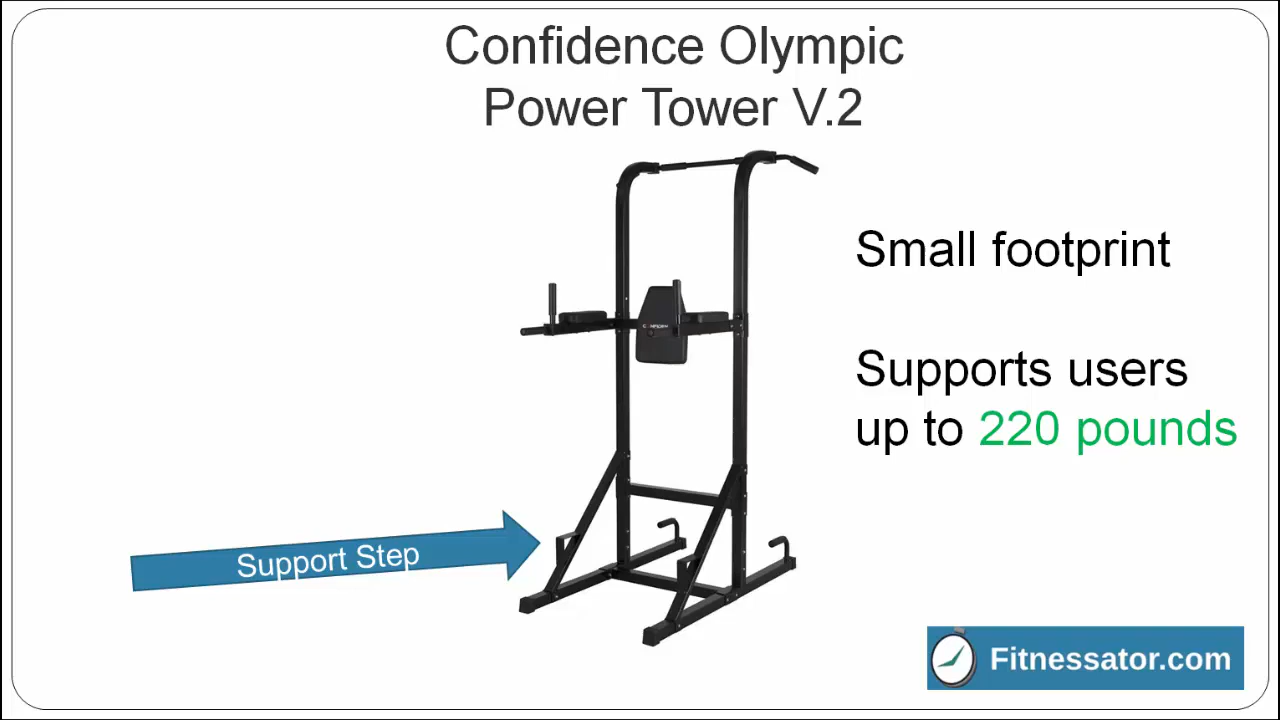 Confidence Olympic
Power Tower V.2
Small footprint
Supports users
up to 220 pounds
Support Step
Fitnessator.com